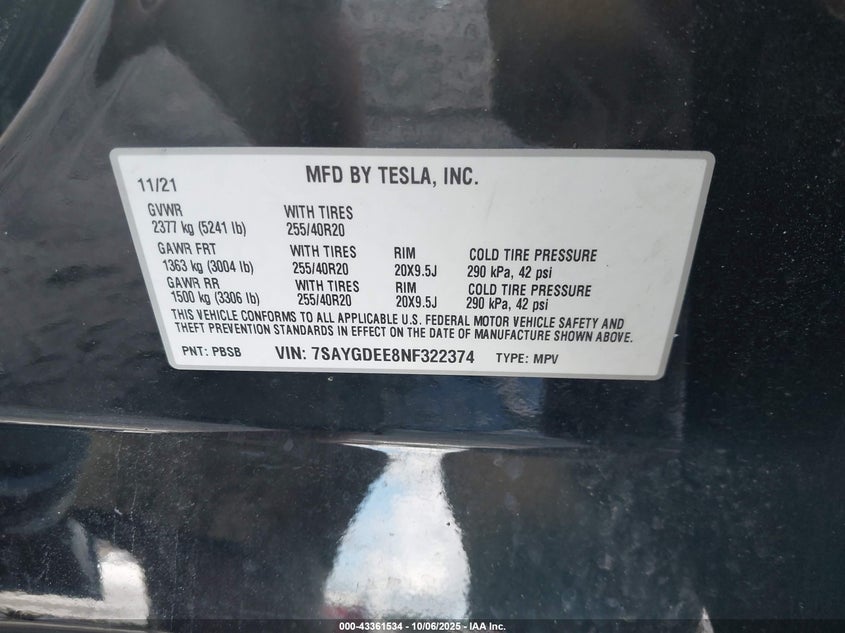 11/21 MFD BY TESLA, INC.
GVWR WITH TIRES
2377 kg (5241 lb) 255/40R20
GAWR FRT WITH TIRES RIM COLD TIRE PRESSURE
1363 kg (3004 lb) 255/40R20 20X9.5J 290 kPa, 42 psi
GAWR RR WITH TIRES RIM COLD TIRE PRESSURE
1500 kg (3306 lb) 255/40R20 20X9.5J 290 kPa, 42 psi
THIS VEHICLE CONFORMS TO ALL APPLICABLE U.S. FEDERAL MOTOR VEHICLE SAFETY AND
THEFT PREVENTION STANDARDS IN EFFECT ON THE DATE OF MANUFACTURE SHOWN ABOVE.
PNT: PBSB VIN: 7SAYGDEE8NF322374 TYPE: MPV
000-43361534 - 10/06/2025 - IAA Inc.